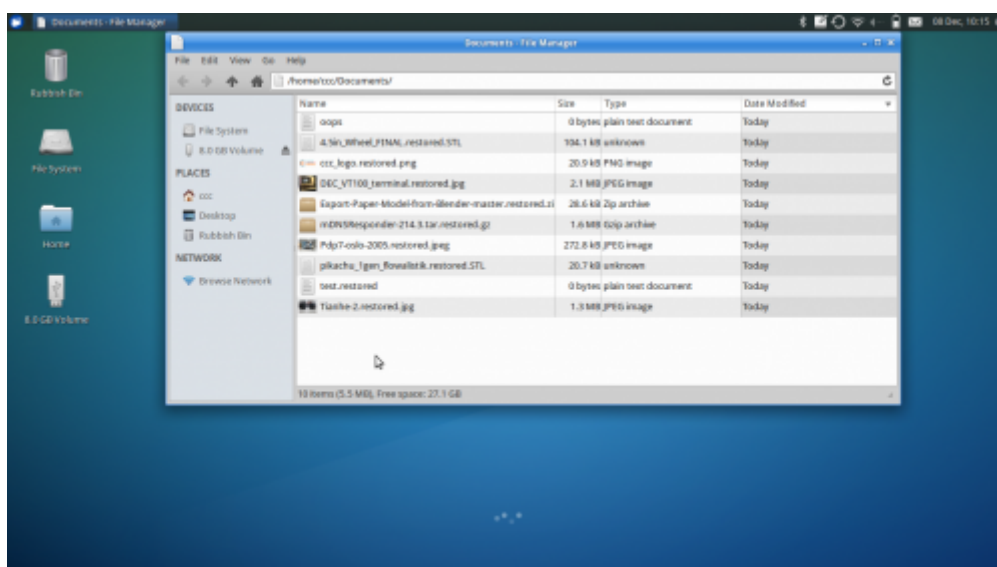 Documents - File Manager
08 Dec, 10:15
Documents - File Manager
File Edit View Go Help
/home/ccc/Documents/
Rubbish Bin
File System
Home
8.0 GB Volume
DEVICES
File System
8.0 GB Volume
PLACES
ccc
Desktop
Rubbish Bin
NETWORK
Browse Network
Name Size Type Date Modified
oops 0 bytes plain text document Today
4.5in_Wheel_FINAL.restored.STL 104.1 kB unknown Today
ccc_logo.restored.png 20.9 kB PNG image Today
DEC_VT100_terminal.restored.jpg 2.1 MB JPEG image Today
Export-Paper-Model-from-Blender-master.restored.zi 28.6 kB Zip archive Today
mDNSResponder-214.3.tar.restored.gz 1.6 MB Gzip archive Today
Pdp7-oslo-2005.restored.jpeg 272.8 kB JPEG image Today
pikachu_1gen_flowalistik.restored.STL 20.7 kB unknown Today
test.restored 0 bytes plain text document Today
Tianhe-2.restored.jpg 1.3 MB JPEG image Today
10 items (5.5 MB), Free space: 27.1 GB